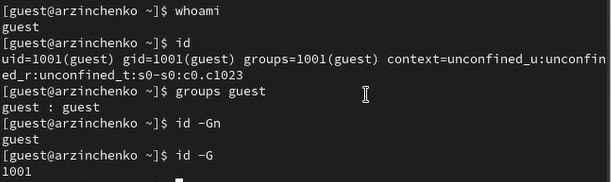 [guest@arzinchenko ~]$ whoami
guest
[guest@arzinchenko ~]$ id
uid=1001(guest) gid=1001(guest) groups=1001(guest) context=unconfined_u:unconfin
ed_r:unconfined_t:s0-s0:c0.c1023
[guest@arzinchenko ~]$ groups guest
guest : guest
[guest@arzinchenko ~]$ id -Gn
guest
[guest@arzinchenko ~]$ id -G
1001